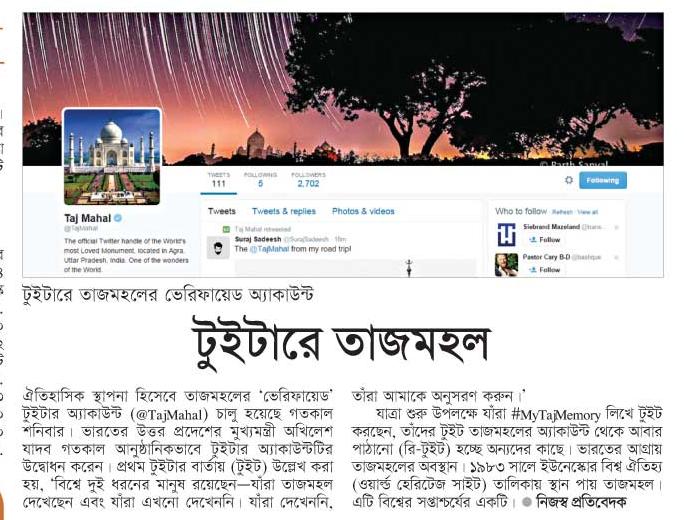 © Parth Sanyal
TWEETS FOLLOWING FOLLOWERS
111 5 2,702
Following
Taj Mahal
@TajMahal
The official Twitter handle of the World's
most Loved Monument, located in Agra,
Uttar Pradesh, India. One of the wonders
of the World.
Tweets Tweets & replies Photos & videos
Taj Mahal retweeted
Suraj Sadeesh @SurajSadeesh · 18m
The @TajMahal from my road trip!
Who to follow · Refresh · View all
Siebrand Mazeland
Follow
Pastor Cary B-D
Follow
টুইটারে তাজমহলের ভেরিফায়েড অ্যাকাউন্ট
টুইটারে তাজমহল
ঐতিহাসিক স্থাপনা হিসেবে তাজমহলের ‘ভেরিফায়েড’
টুইটার অ্যাকাউন্ট (@TajMahal) চালু হয়েছে গতকাল
শনিবার। ভারতের উত্তর প্রদেশের মুখ্যমন্ত্রী অখিলেশ
যাদব গতকাল আনুষ্ঠানিকভাবে টুইটার অ্যাকাউন্টটির
উদ্বোধন করেন। প্রথম টুইটার বার্তায় (টুইট) উল্লেখ করা
হয়, ‘বিশ্বে দুই ধরনের মানুষ রয়েছেন—যাঁরা তাজমহল
দেখেছেন এবং যাঁরা এখনো দেখেননি। যাঁরা দেখেননি,
তাঁরা আমাকে অনুসরণ করুন।’
যাত্রা শুরু উপলক্ষে যাঁরা #MyTajMemory লিখে টুইট
করছেন, তাঁদের টুইট তাজমহলের অ্যাকাউন্ট থেকে আবার
পাঠানো (রি-টুইট) হচ্ছে অন্যদের কাছে। ভারতের আগ্রায়
তাজমহলের অবস্থান। ১৯৮৩ সালে ইউনেস্কোর বিশ্ব ঐতিহ্য
(ওয়ার্ল্ড হেরিটেজ সাইট) তালিকায় স্থান পায় তাজমহল।
এটি বিশ্বের সপ্তাশ্চর্যের একটি। ● নিজস্ব প্রতিবেদক